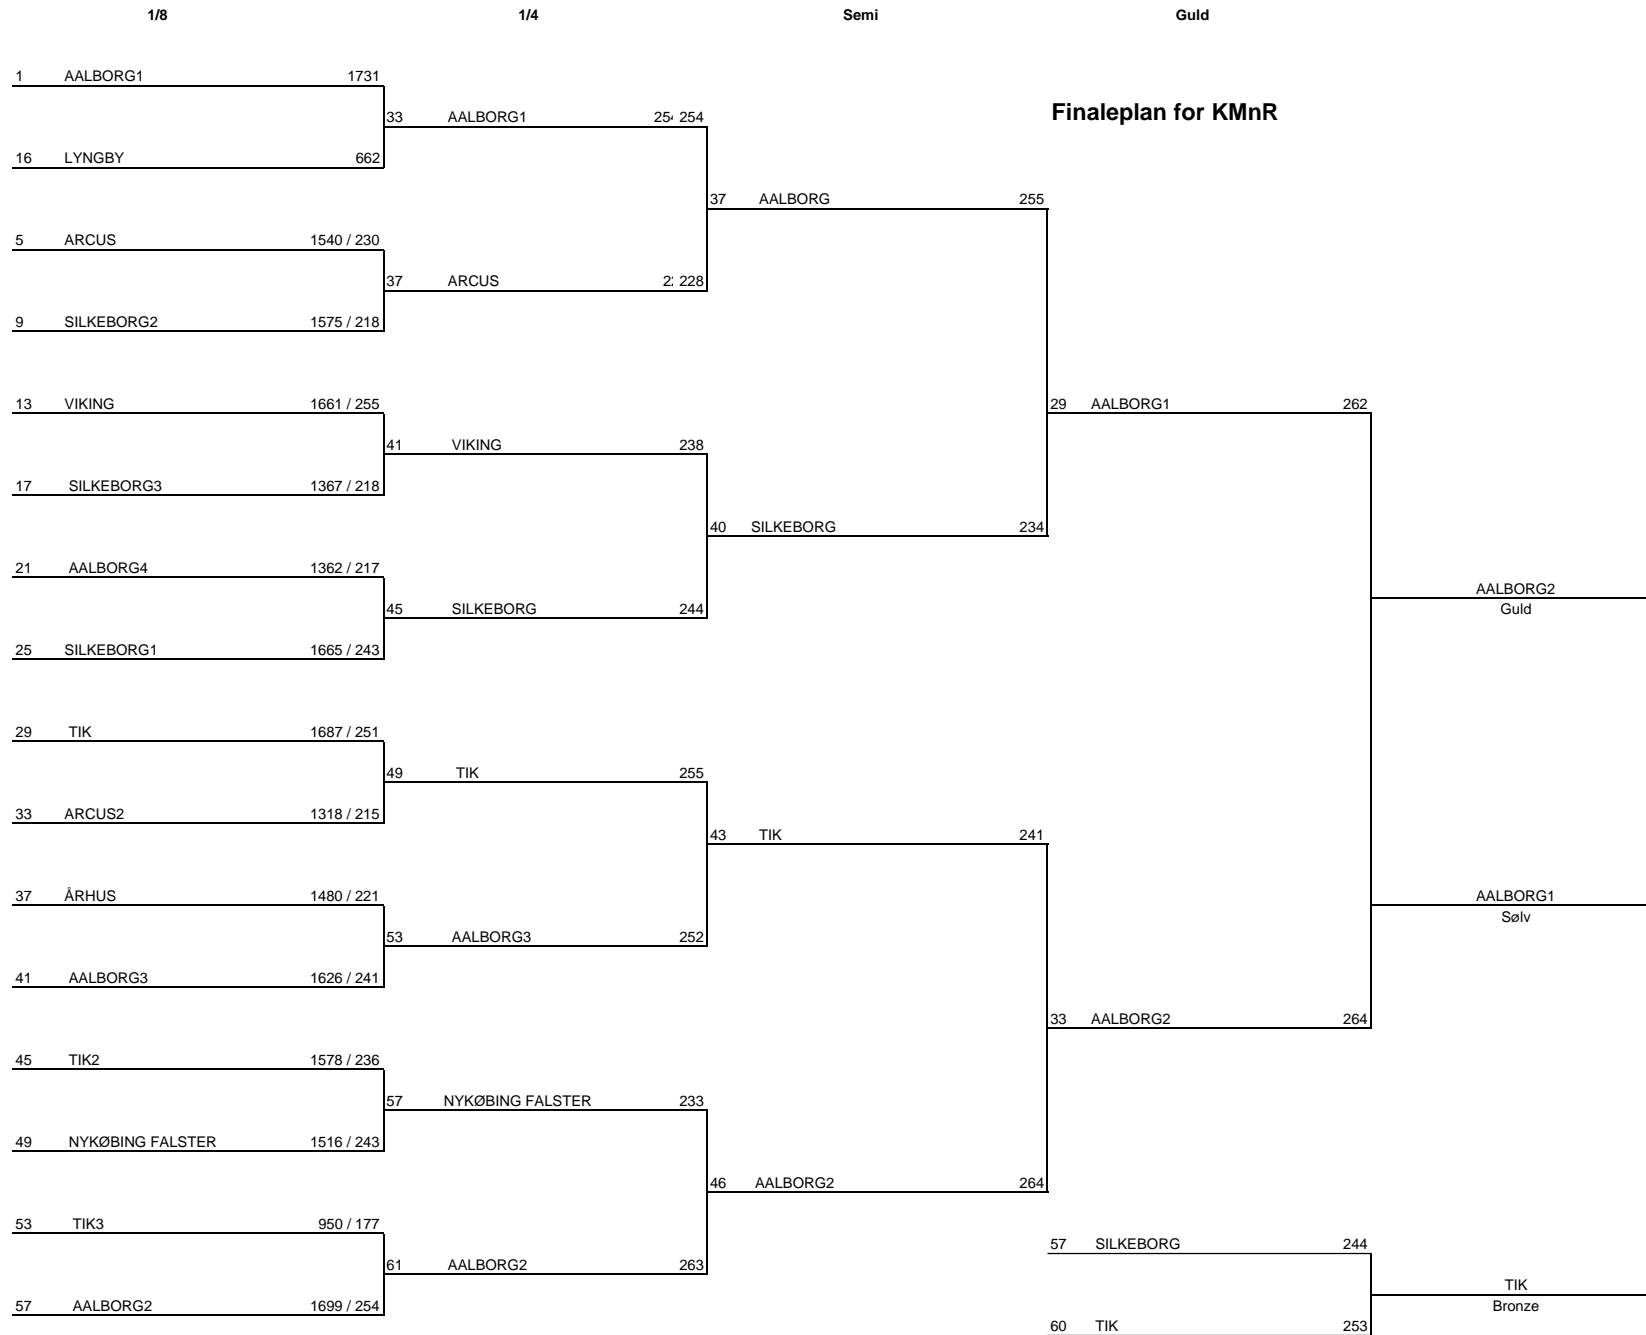 1/8 1/4 Semi Guld
1 AALBORG1 1731
33 AALBORG1 254 254
Finaleplan for KMnR
16 LYNGBY 662
37 AALBORG 255
5 ARCUS 1540 / 230
37 ARCUS 228
9 SILKEBORG2 1575 / 218
13 VIKING 1661 / 255
29 AALBORG1 262
41 VIKING 238
17 SILKEBORG3 1367 / 218
40 SILKEBORG 234
21 AALBORG4 1362 / 217
AALBORG2
45 SILKEBORG 244
Guld
25 SILKEBORG1 1665 / 243
29 TIK 1687 / 251
49 TIK 255
33 ARCUS2 1318 / 215
43 TIK 241
37 ÅRHUS 1480 / 221
AALBORG1
Sølv
53 AALBORG3 252
41 AALBORG3 1626 / 241
33 AALBORG2 264
45 TIK2 1578 / 236
57 NYKØBING FALSTER 233
49 NYKØBING FALSTER 1516 / 243
46 AALBORG2 264
53 TIK3 950 / 177
57 SILKEBORG 244
61 AALBORG2 263
TIK
Bronze
57 AALBORG2 1699 / 254
60 TIK 253